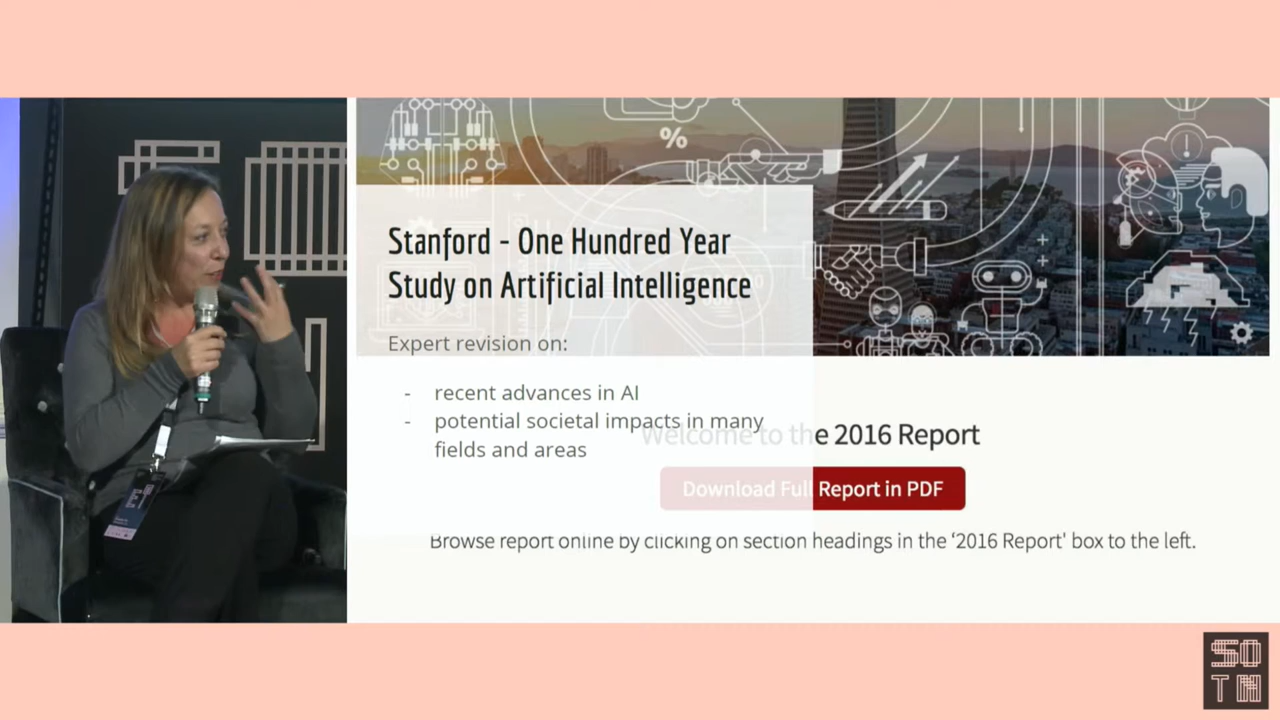 %
Stanford - One Hundred Year
Study on Artificial Intelligence
Expert revision on:
- recent advances in AI
- potential societal impacts in many
fields and areas
Welcome to the 2016 Report
Download Full Report in PDF
Browse report online by clicking on section headings in the ‘2016 Report’ box to the left.
SO
TN